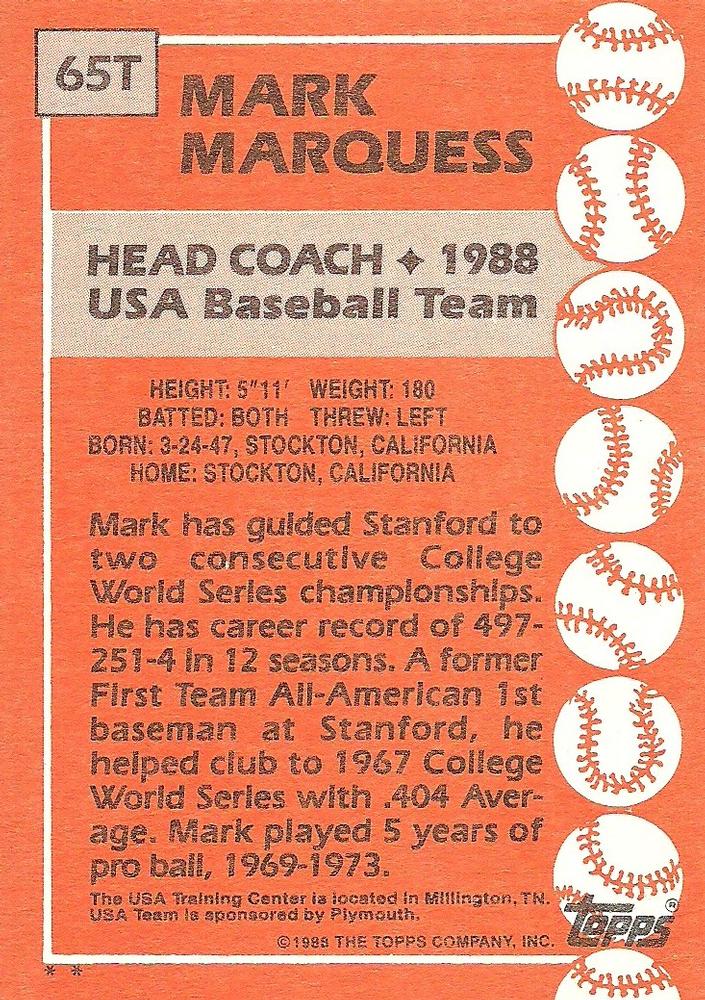 65T
MARK
MARQUESS
HEAD COACH ✦ 1988
USA Baseball Team
HEIGHT: 5"11' WEIGHT: 180
BATTED: BOTH THREW: LEFT
BORN: 3-24-47, STOCKTON, CALIFORNIA
HOME: STOCKTON, CALIFORNIA
Mark has guided Stanford to
two consecutive College
World Series championships.
He has career record of 497-
251-4 in 12 seasons. A former
First Team All-American 1st
baseman at Stanford, he
helped club to 1967 College
World Series with .404 Aver-
age. Mark played 5 years of
pro ball, 1969-1973.
The USA Training Center is located in Millington, TN.
USA Team is sponsored by Plymouth.
Topps®
©1988 THE TOPPS COMPANY, INC.
* *